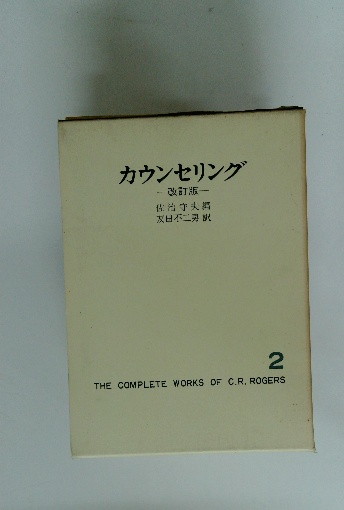 カウンセリング
－改訂版－
佐治守夫編
友田不二男訳
2
THE COMPLETE WORKS OF C.R. ROGERS